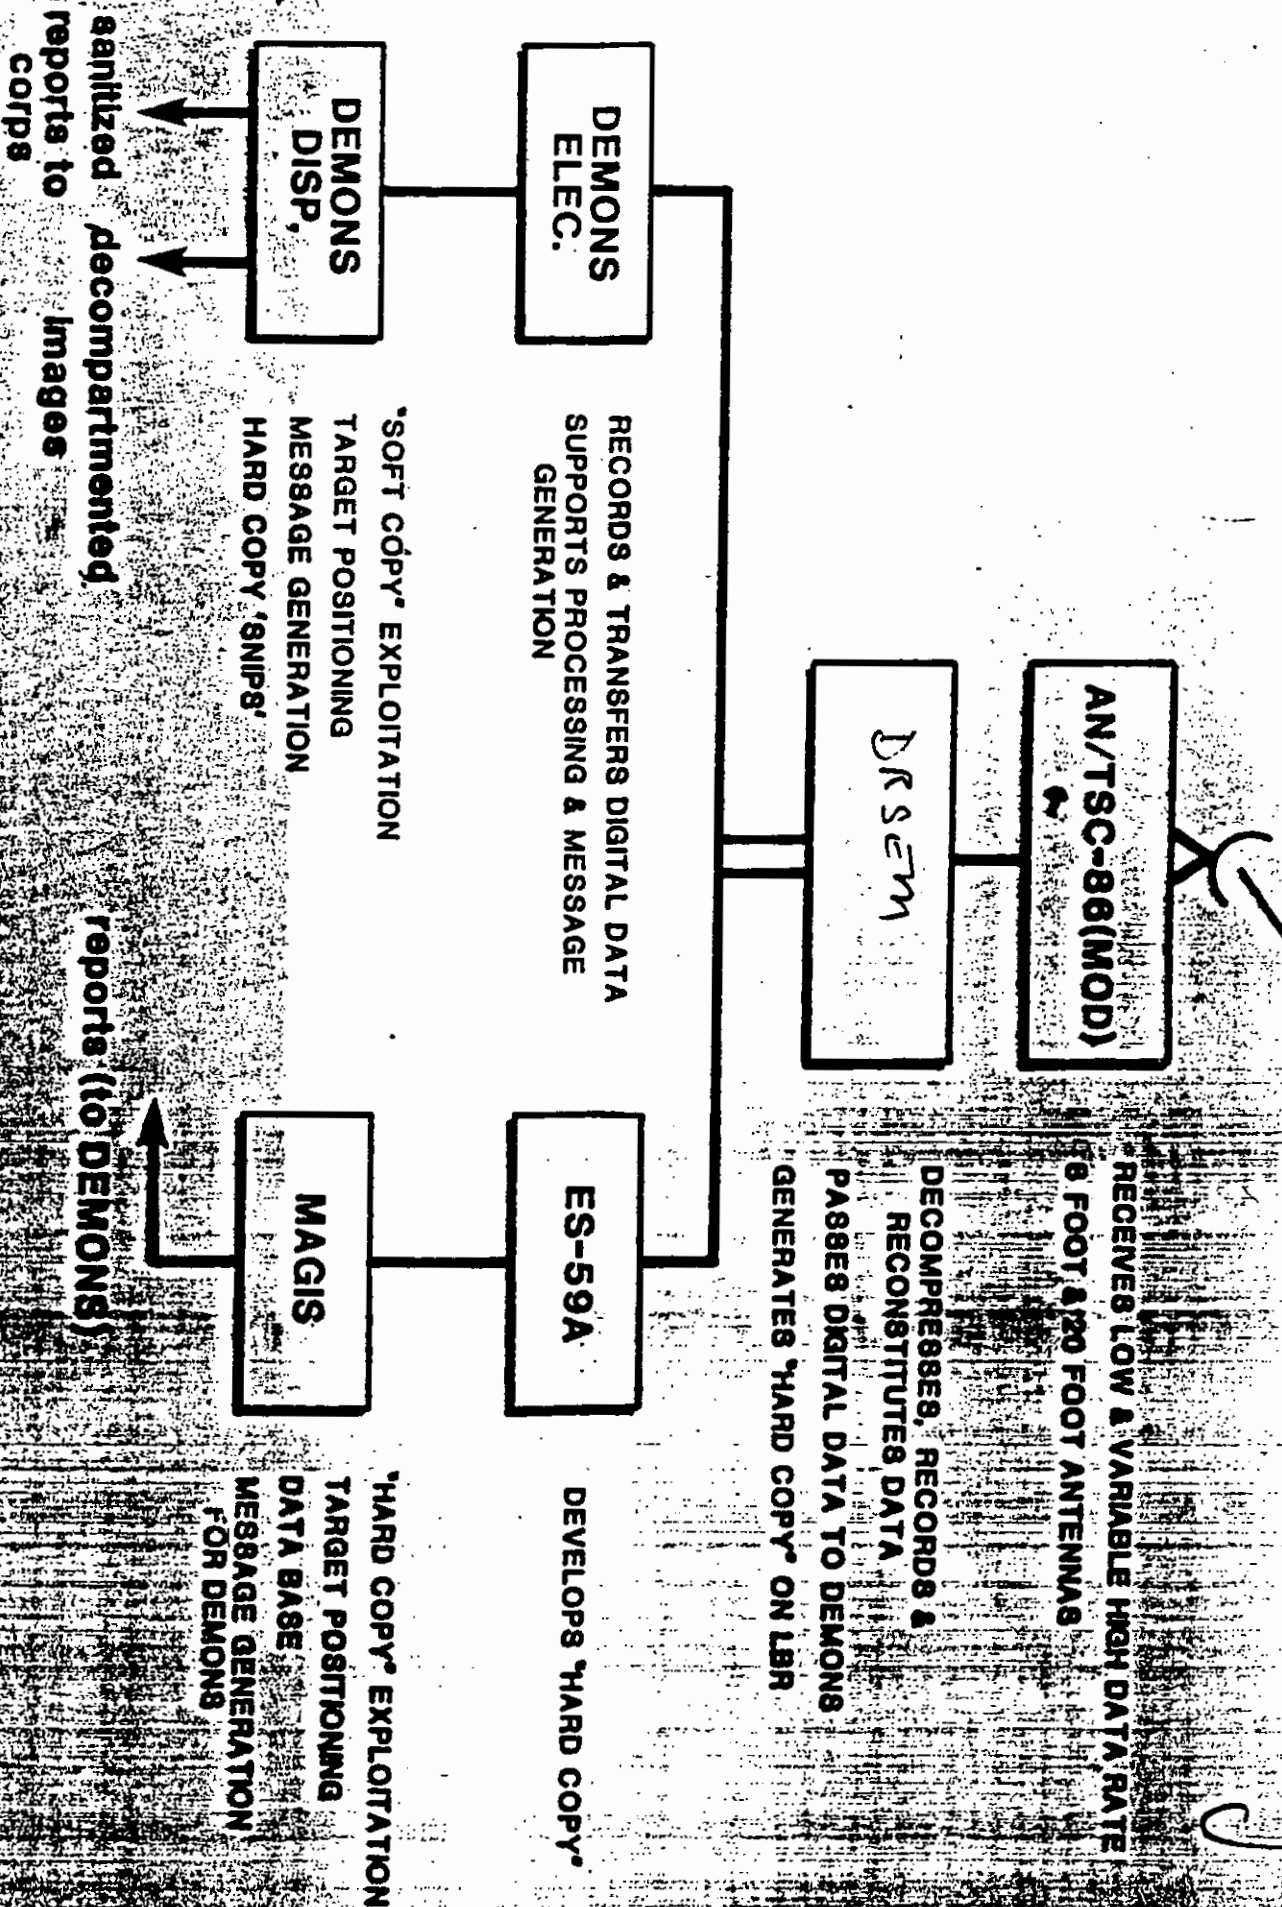 AN/TSC-86(MOD)
RECEIVES LOW & VARIABLE HIGH DATA RATE
8 FOOT & 20 FOOT ANTENNAS
DRSEM
DECOMPRESSES, RECORDS &
RECONSTITUTES DATA
PASSES DIGITAL DATA TO DEMONS
GENERATES "HARD COPY" ON LBR
DEMONS
ELEC.
RECORDS & TRANSFERS DIGITAL DATA
SUPPORTS PROCESSING & MESSAGE
GENERATION
ES-59A
DEVELOPS "HARD COPY"
DEMONS
DISP.
"SOFT COPY" EXPLOITATION
TARGET POSITIONING
MESSAGE GENERATION
HARD COPY 'SNIPS'
MAGIS
"HARD COPY" EXPLOITATION
TARGET POSITIONING
DATA BASE
MESSAGE GENERATION
FOR DEMONS
sanitized
reports to
corps
decompartmented
images
reports (to DEMONS)